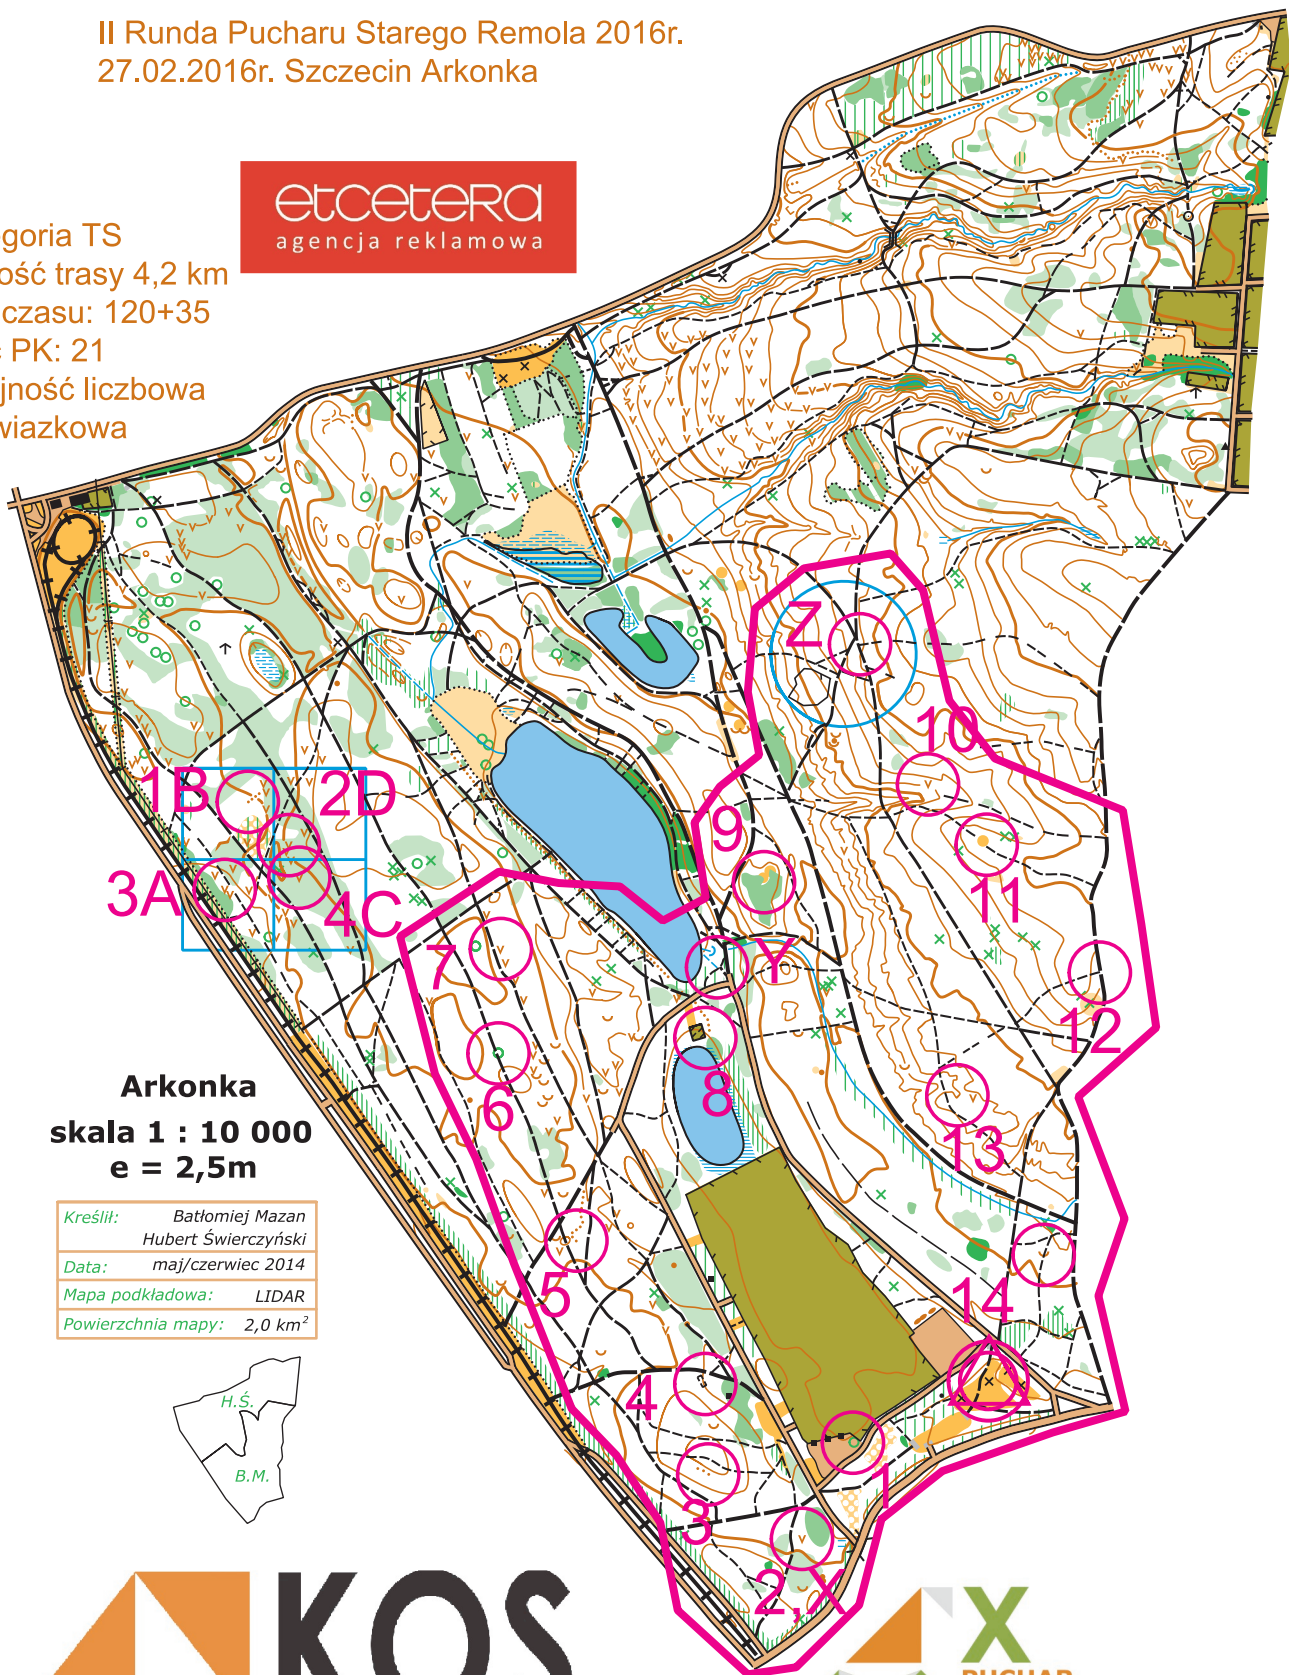 II Runda Pucharu Starego Remola 2016r.
27.02.2016r. Szczecin Arkonka
etcetera
agencja reklamowa
egoria TS
ość trasy 4,2 km
czasu: 120+35
PK: 21
jność liczbowa
wiazkowa
Z
10
1B
2D
9
3A
4C
11
7
Y
12
6
8
13
Arkonka
skala 1 : 10 000
e = 2,5m
Kreślił: Batłomiej Mazan
Hubert Świerczyński
Data: maj/czerwiec 2014
Mapa podkładowa: LIDAR
Powierzchnia mapy: 2,0 km²
5
14
4
H.Ś.
B.M.
1
3
2,X
KOS
X
PUCHAR